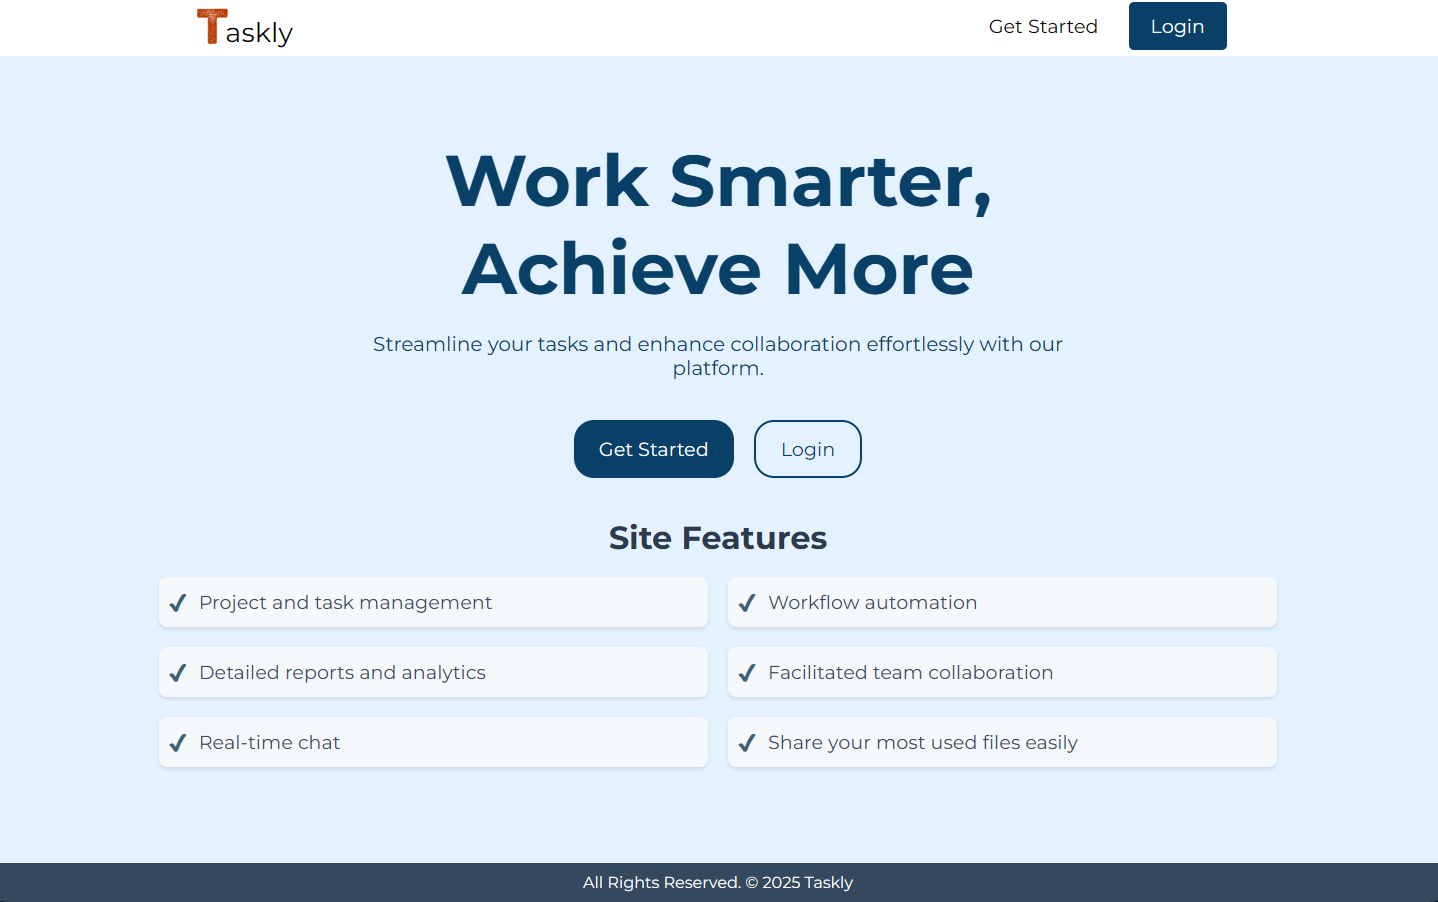 Taskly
Get Started
Login
Work Smarter,
Achieve More
Streamline your tasks and enhance collaboration effortlessly with our
platform.
Get Started
Login
Site Features
Project and task management
Workflow automation
Detailed reports and analytics
Facilitated team collaboration
Real-time chat
Share your most used files easily
All Rights Reserved. © 2025 Taskly